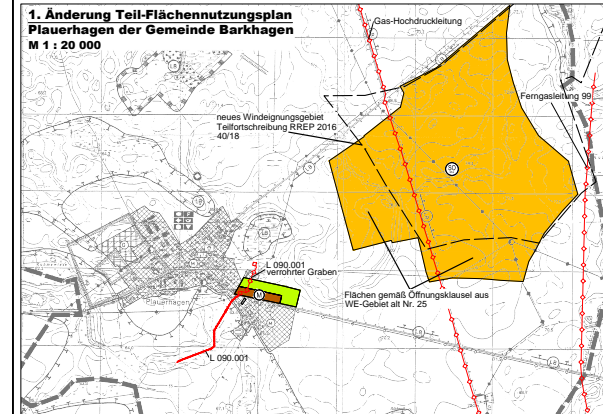 1. Änderung Teil-Flächennutzungsplan
Plauerhagen der Gemeinde Barkhagen
M 1 : 20 000
Gas-Hochdruckleitung
Ferngasleitung 99
neues Windeignungsgebiet
Teilfortschreibung RREP 2016
40/18
SO
L 090.001
verrohrter Graben
M
Plauerhagen
Flächen gemäß Öffnungsklausel aus
WE-Gebiet alt Nr. 25
L 090.001